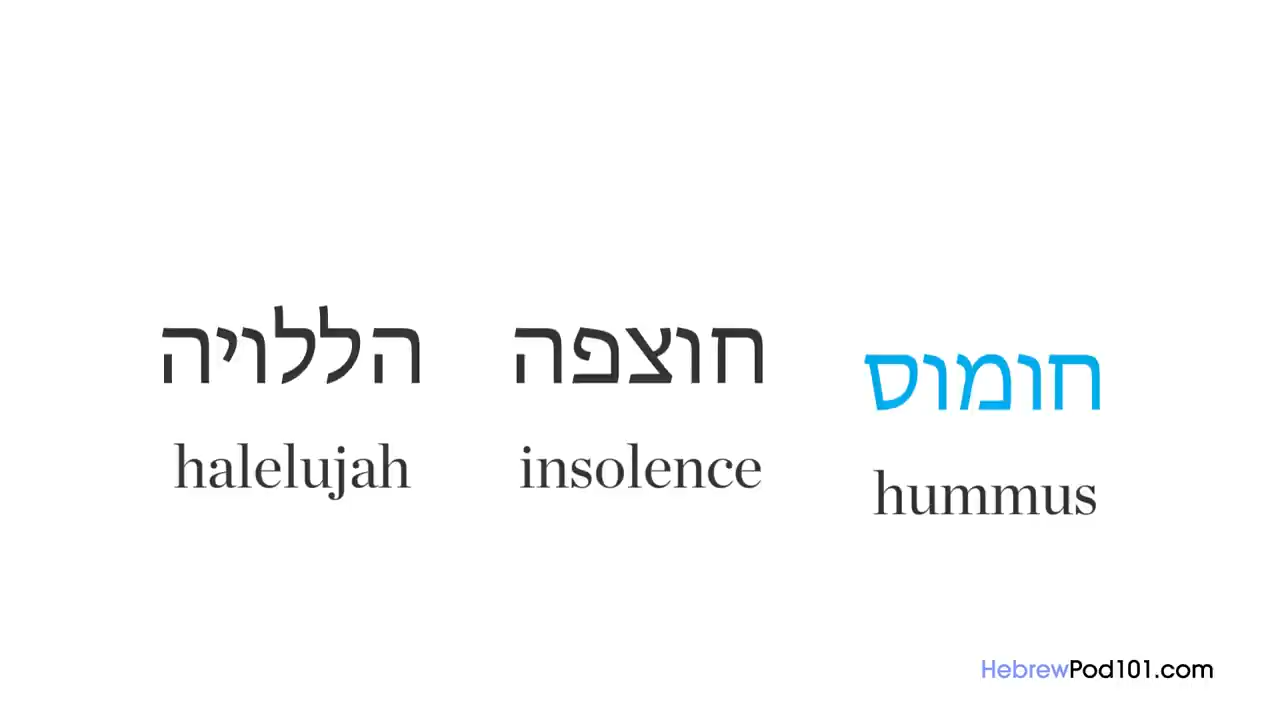 הללויה
halelujah
חוצפה
insolence
חומוס
hummus
HebrewPod101.com